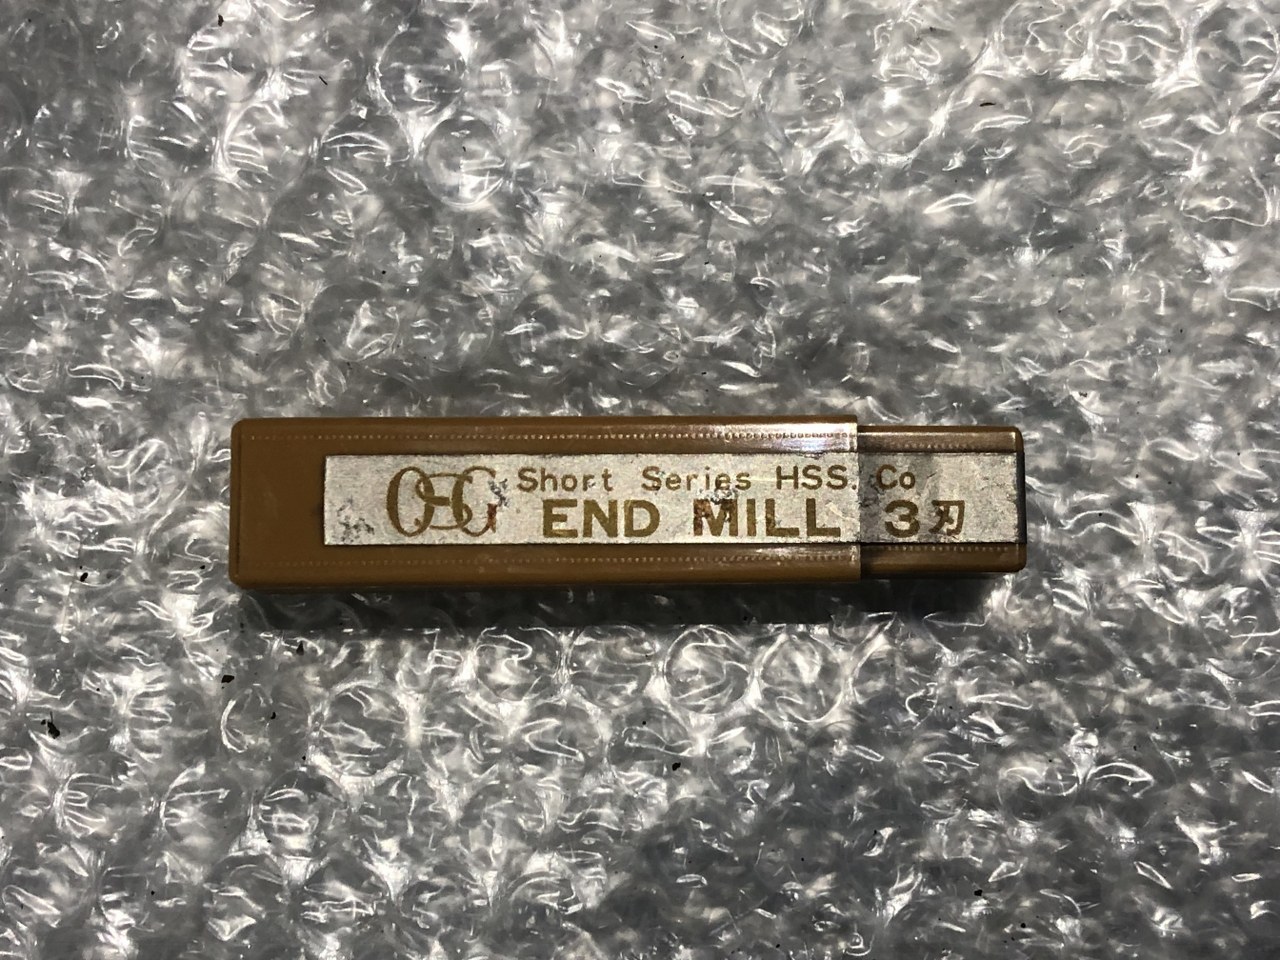 OSG Short Series HSS. Co
END MILL 3刃